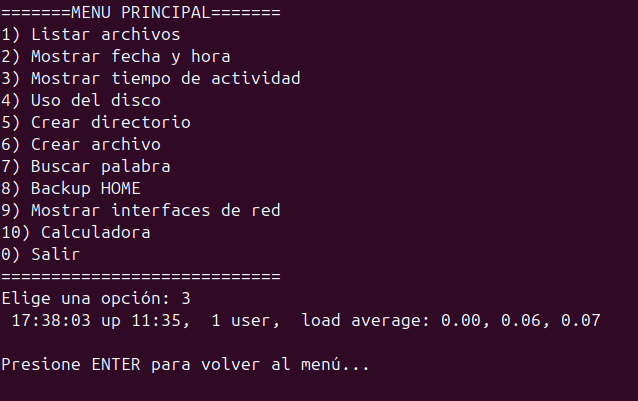 =======MENU PRINCIPAL=======
1) Listar archivos
2) Mostrar fecha y hora
3) Mostrar tiempo de actividad
4) Uso del disco
5) Crear directorio
6) Crear archivo
7) Buscar palabra
8) Backup HOME
9) Mostrar interfaces de red
10) Calculadora
0) Salir
============================
Elige una opción: 3
 17:38:03 up 11:35,  1 user,  load average: 0.00, 0.06, 0.07
Presione ENTER para volver al menú...